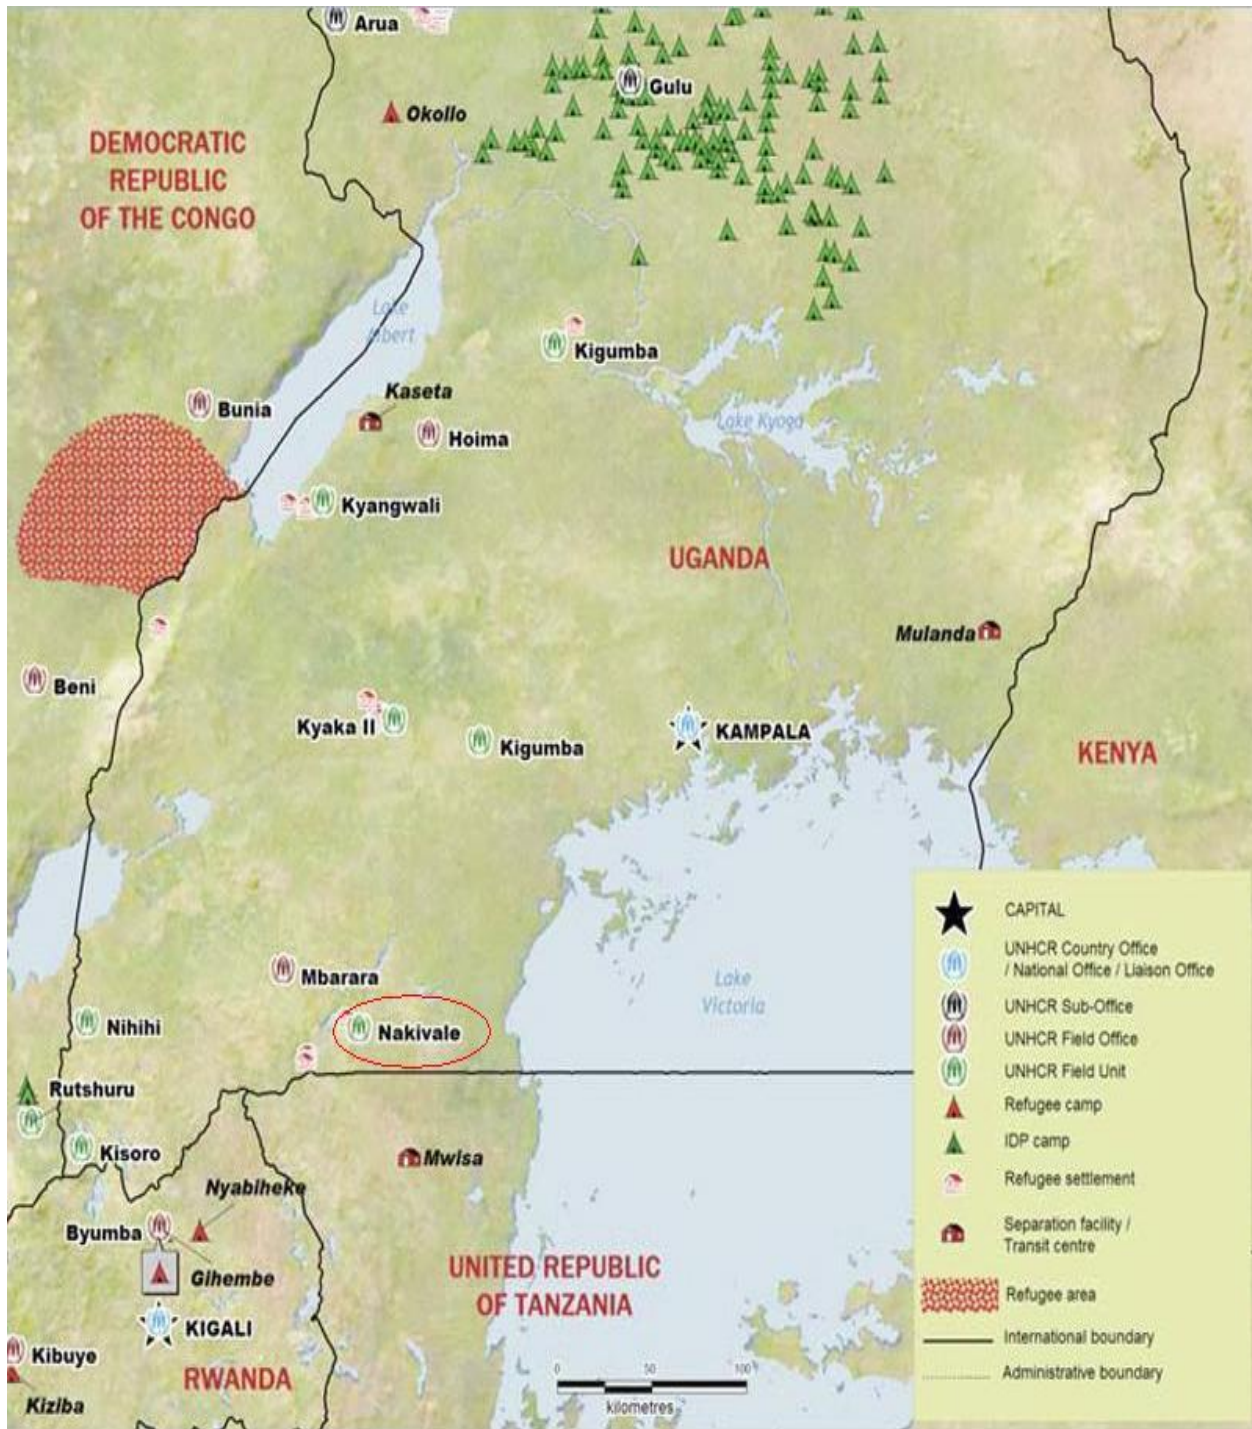 Arua
Gulu
Okollo
DEMOCRATIC
REPUBLIC
OF THE CONGO
Lake
Albert
Kigumba
Kaseta
Bunia
Hoima
Lake Kyoga
Kyangwali
UGANDA
Mulanda
Beni
Kyaka II
Kigumba
KAMPALA
KENYA
Mbarara
Lake
Victoria
Nihihi
Nakivale
Rutshuru
Kisoro
Mwisa
Nyabiheke
Byumba
Gihembe
UNITED REPUBLIC
OF TANZANIA
KIGALI
Kibuye
RWANDA
Kiziba
0 50 100
kilometres
CAPITAL
UNHCR Country Office
/ National Office / Liaison Office
UNHCR Sub-Office
UNHCR Field Office
UNHCR Field Unit
Refugee camp
IDP camp
Refugee settlement
Separation facility /
Transit centre
Refugee area
International boundary
Administrative boundary